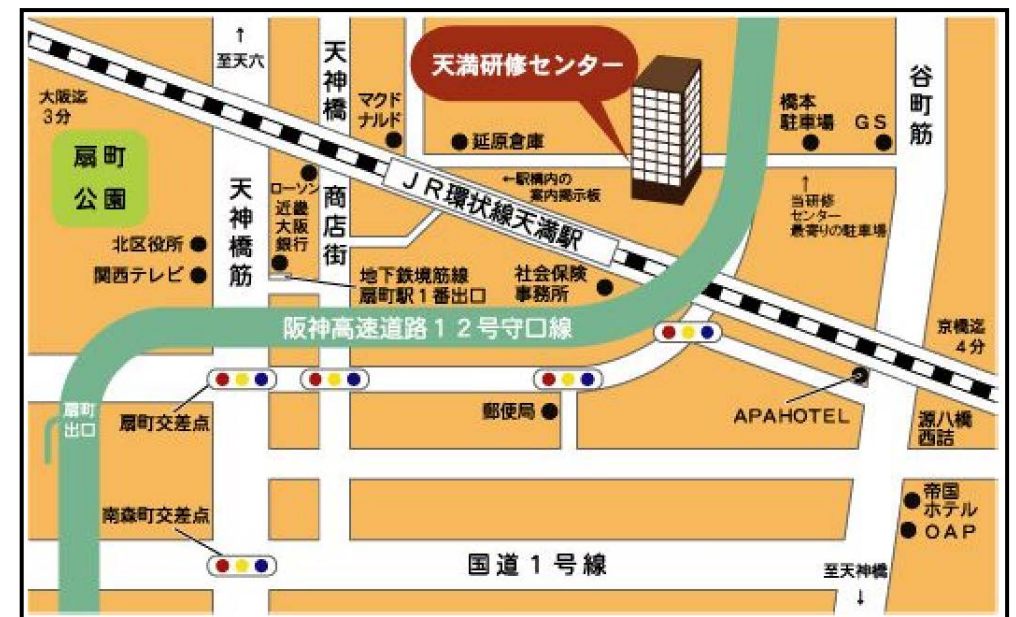 ↑
至天六
天神橋
商店街
マクド
ナルド
天満研修センター
延原倉庫
橋本
駐車場
GS
谷町筋
大阪迄
3分
扇町
公園
天神橋筋
ローソン
近畿
大阪
銀行
JR環状線天満駅
←駅構内の
案内掲示板
↑
当研修
センター
最寄りの駐車場
北区役所
関西テレビ
地下鉄境筋線
扇町駅1番出口
社会保険
事務所
阪神高速道路12号守口線
京橋迄
4分
扇町
出口
扇町交差点
郵便局
APAHOTEL
源八橋
西詰
南森町交差点
帝国
ホテル
OAP
国道1号線
至天神橋
↓